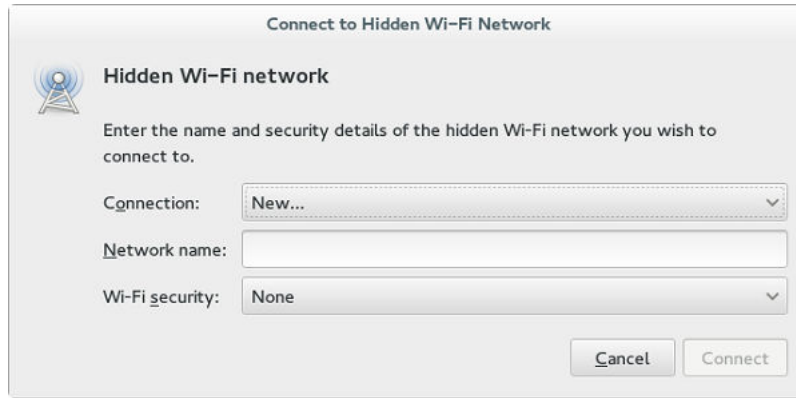 Connect to Hidden Wi-Fi Network
Hidden Wi-Fi network
Enter the name and security details of the hidden Wi-Fi network you wish to
connect to.
Connection: New...
Network name:
Wi-Fi security: None
Cancel Connect